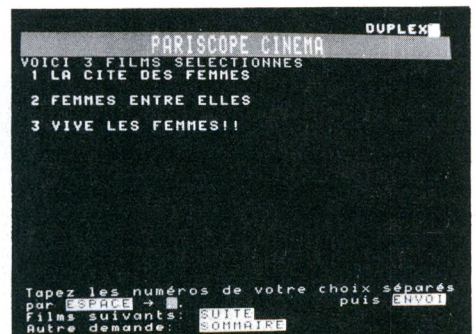 DUPLEX
PARISCOPE CINEMA
VOICI 3 FILMS SELECTIONNES
1 LA CITE DES FEMMES
2 FEMMES ENTRE ELLES
3 VIVE LES FEMMES!!
Tapez les numéros de votre choix séparés
par ESPACE → . puis ENVOI
Films suivants: SUITE
Autre demande: SOMMAIRE